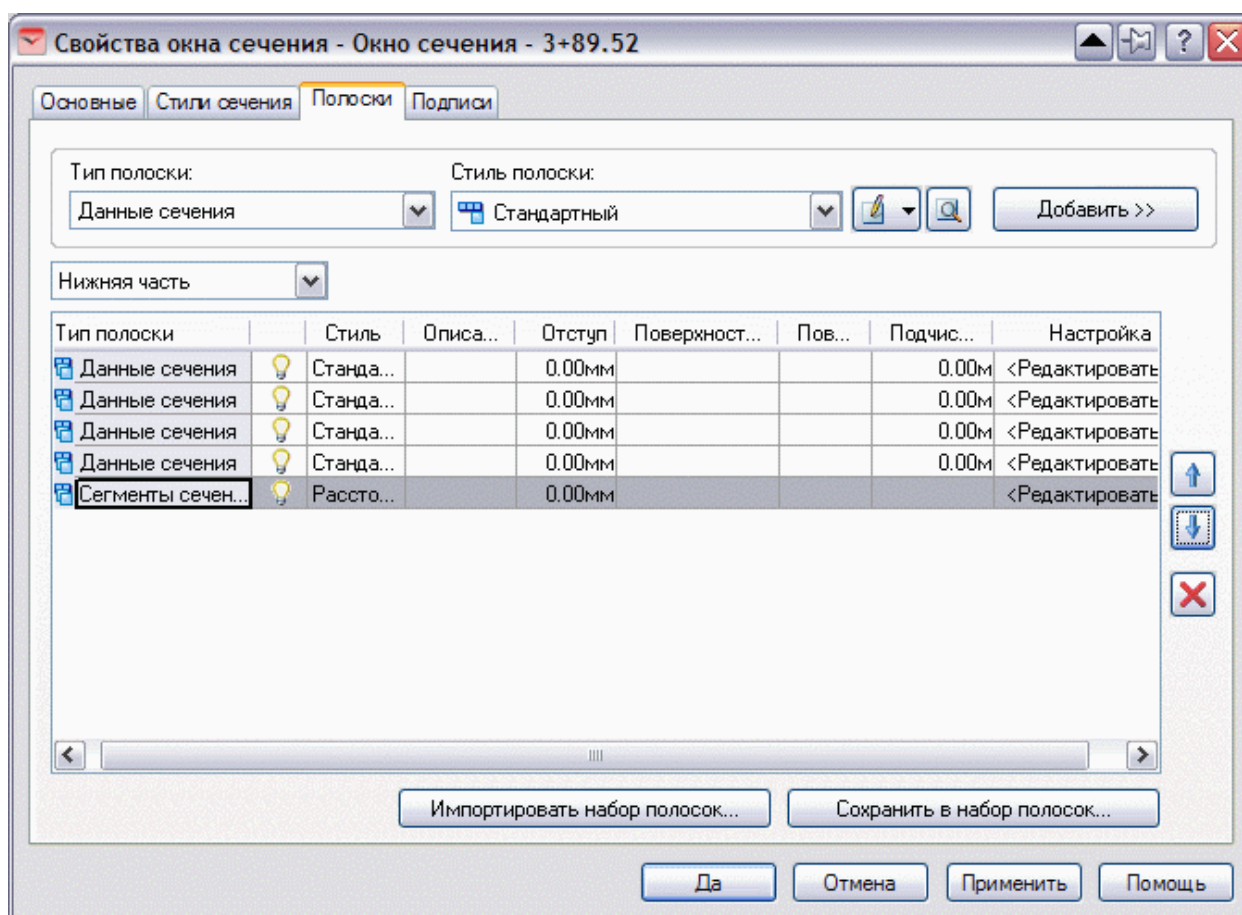 Свойства окна сечения - Окно сечения - 3+89.52
Основные Стили сечения Полоски Подписи
Тип полоски: Стиль полоски:
Данные сечения Стандартный Добавить >>
Нижняя часть
Тип полоски Стиль Описа... Отступ Поверхност... Пов... Подчис... Настройка
Данные сечения Станда... 0.00мм 0.00м <Редактировать
Данные сечения Станда... 0.00мм 0.00м <Редактировать
Данные сечения Станда... 0.00мм 0.00м <Редактировать
Данные сечения Станда... 0.00мм 0.00м <Редактировать
Сегменты сечен... Рассто... 0.00мм <Редактировать
Импортировать набор полосок... Сохранить в набор полосок...
Да Отмена Применить Помощь